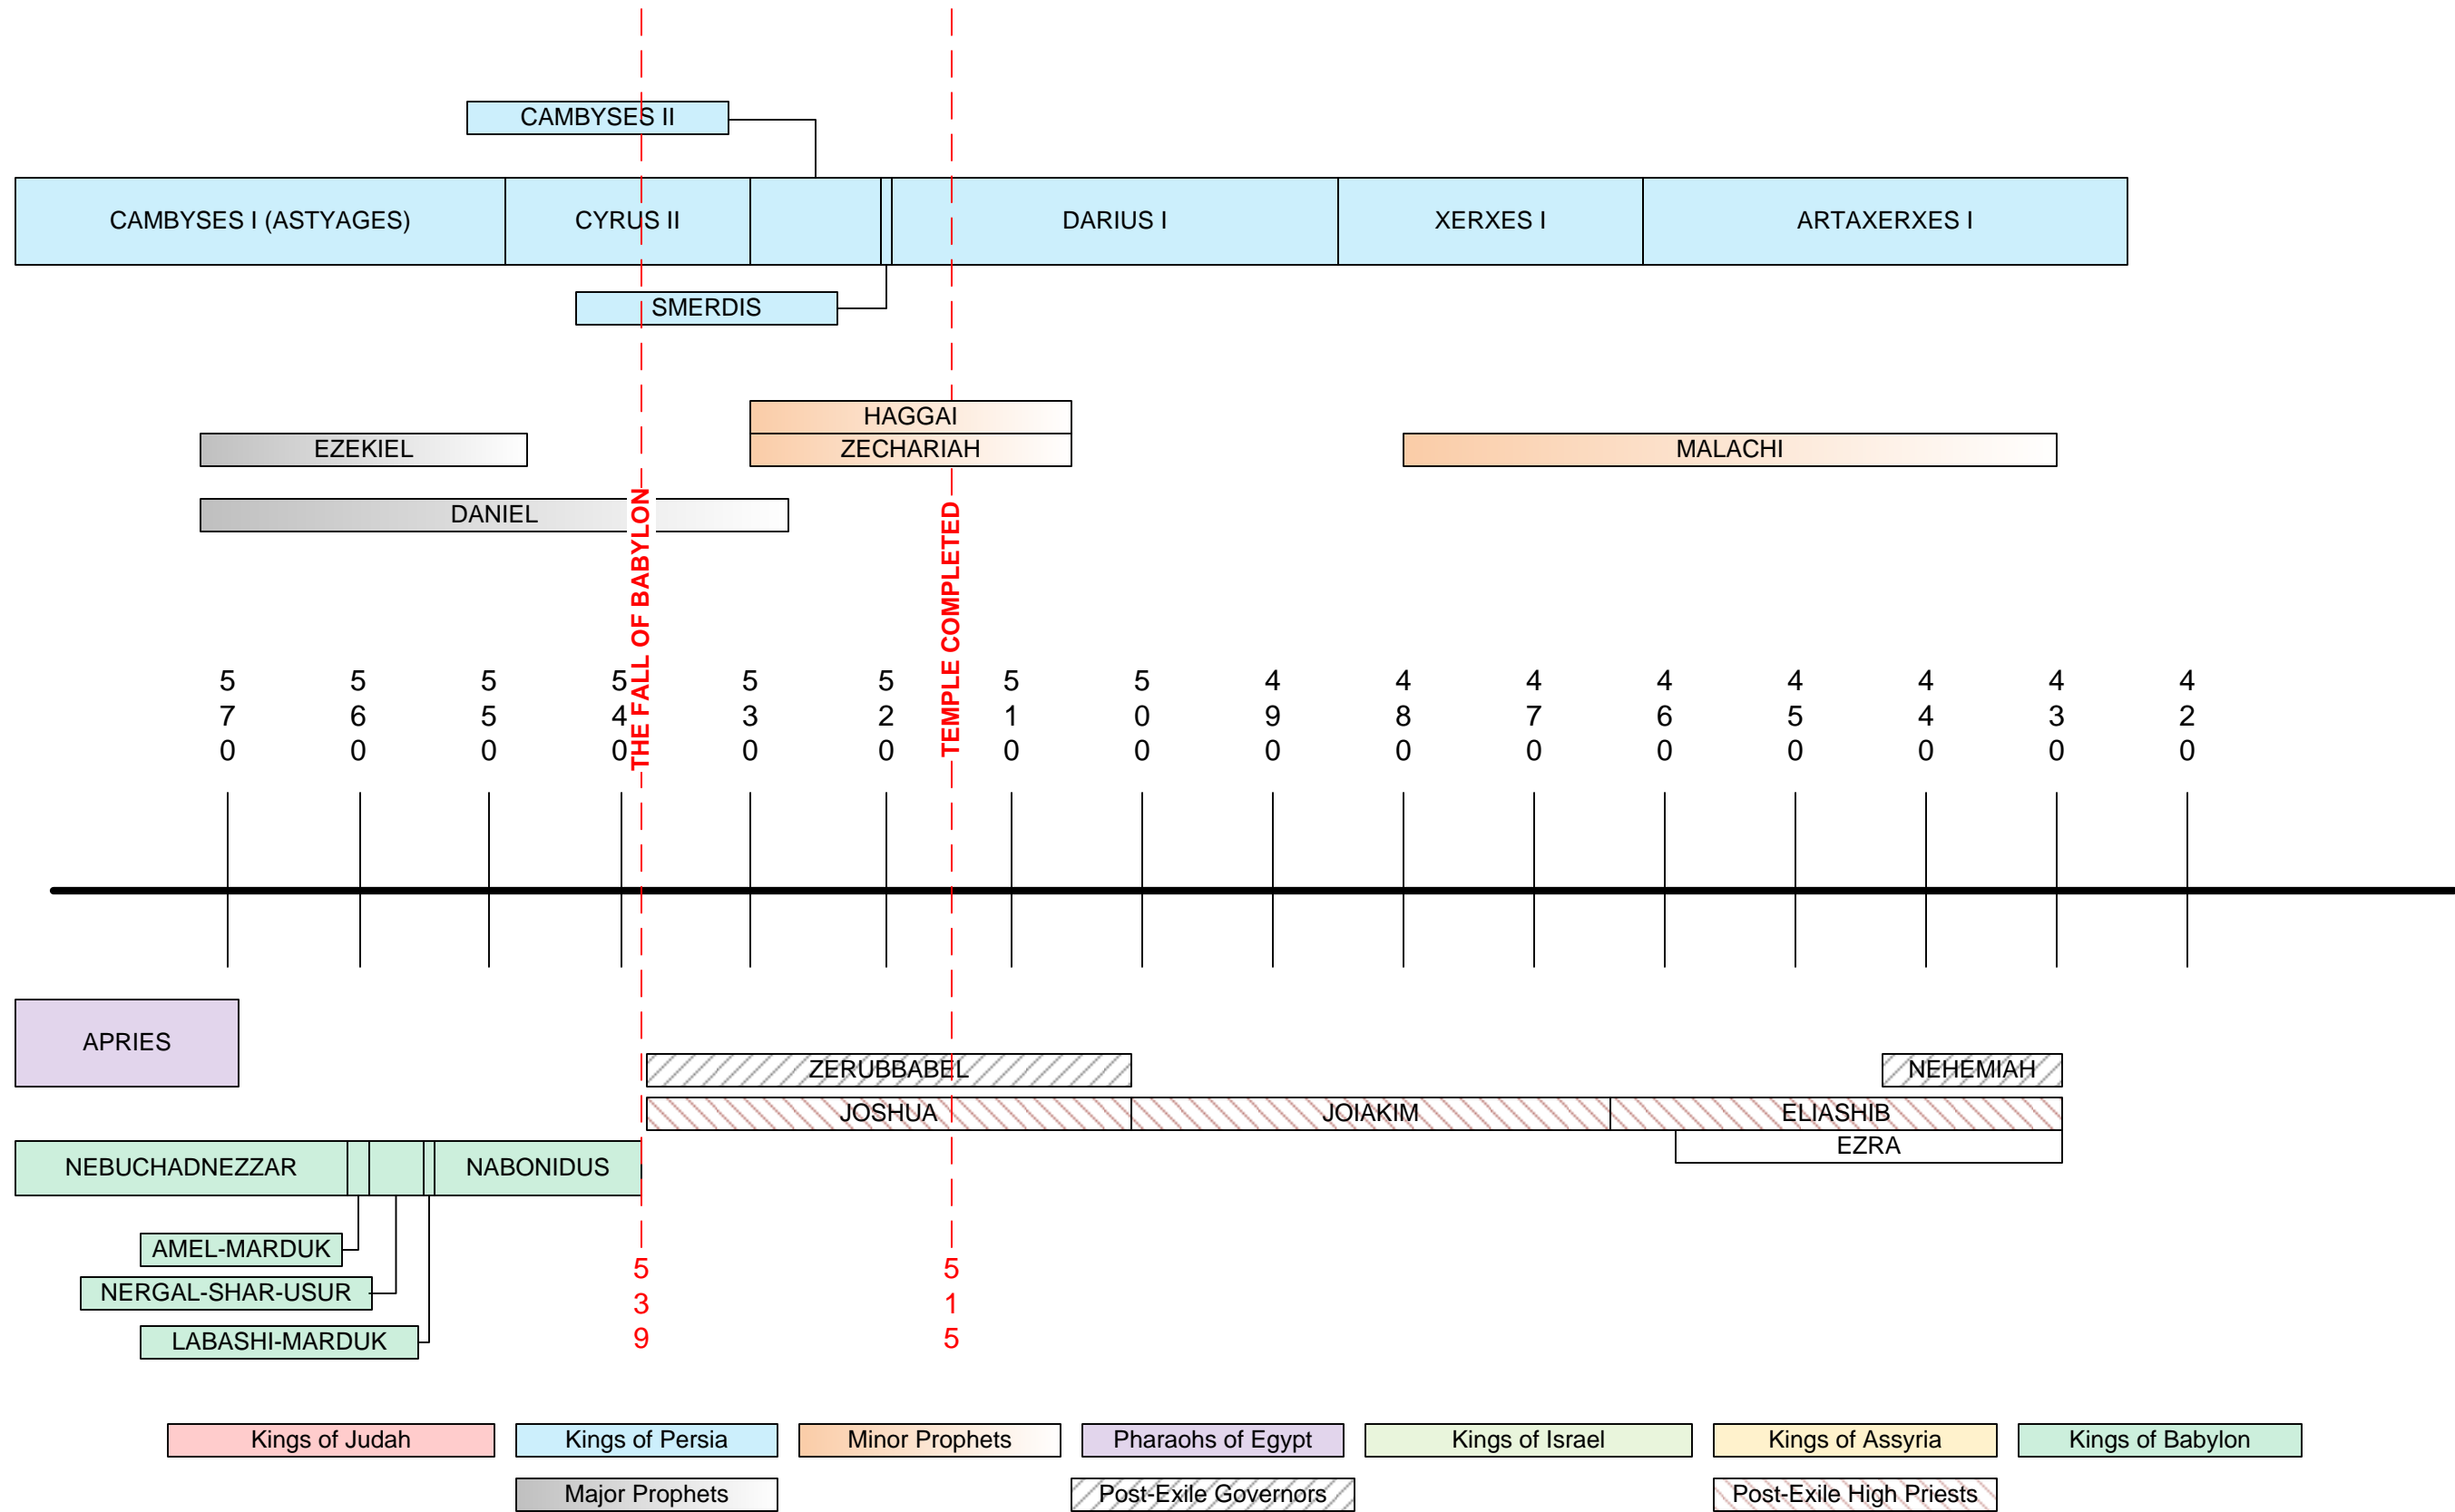 CAMBYSES II
CAMBYSES I (ASTYAGES)
CYRUS II
DARIUS I
XERXES I
ARTAXERXES I
SMERDIS
HAGGAI
EZEKIEL
ZECHARIAH
MALACHI
DANIEL
THE FALL OF BABYLON
TEMPLE COMPLETED
570
560
550
540
530
520
510
500
490
480
470
460
450
440
430
420
APRIES
ZERUBBABEL
NEHEMIAH
JOSHUA
JOIAKIM
ELIASHIB
EZRA
NEBUCHADNEZZAR
NABONIDUS
AMEL-MARDUK
NERGAL-SHAR-USUR
LABASHI-MARDUK
539
515
Kings of Judah
Kings of Persia
Minor Prophets
Pharaohs of Egypt
Kings of Israel
Kings of Assyria
Kings of Babylon
Major Prophets
Post-Exile Governors
Post-Exile High Priests